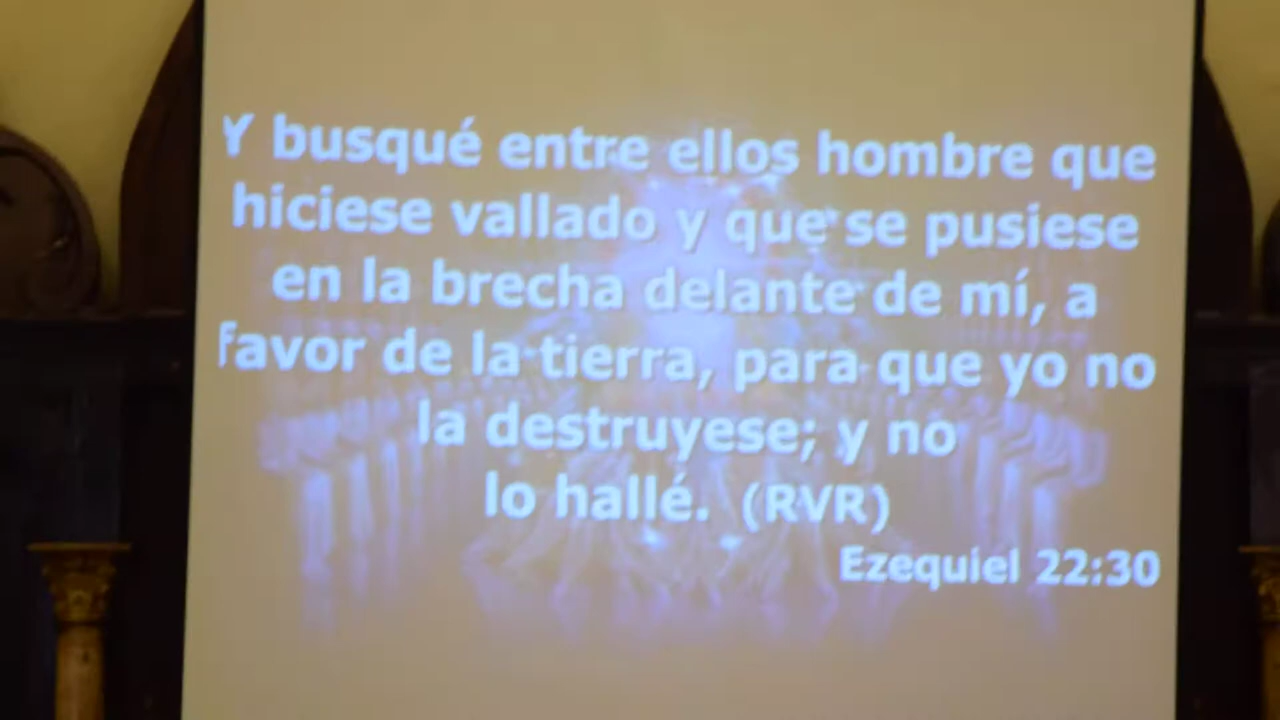 Y busqué entre ellos hombre que
hiciese vallado y que se pusiese
en la brecha delante de mí, a
favor de la tierra, para que yo no
la destruyese; y no
lo hallé. (RVR)
Ezequiel 22:30